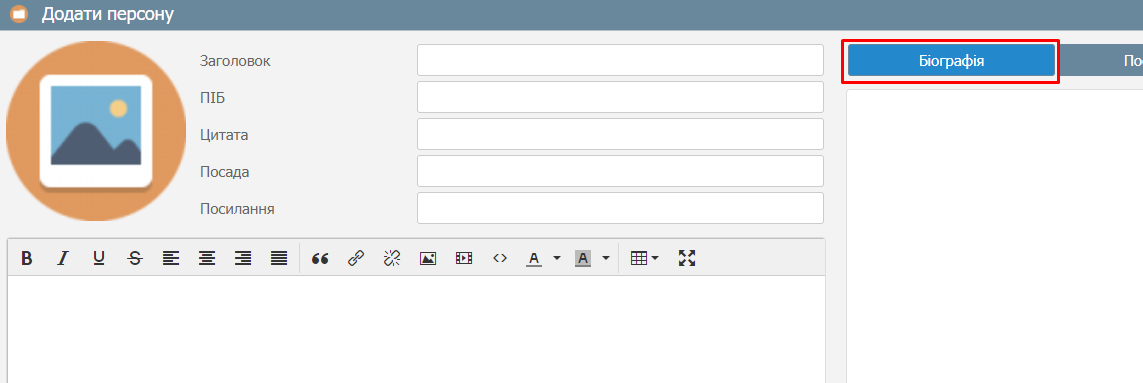 Додати персону
Заголовок
ПІБ
Цитата
Посада
Посилання
Біографія
B I U S A A